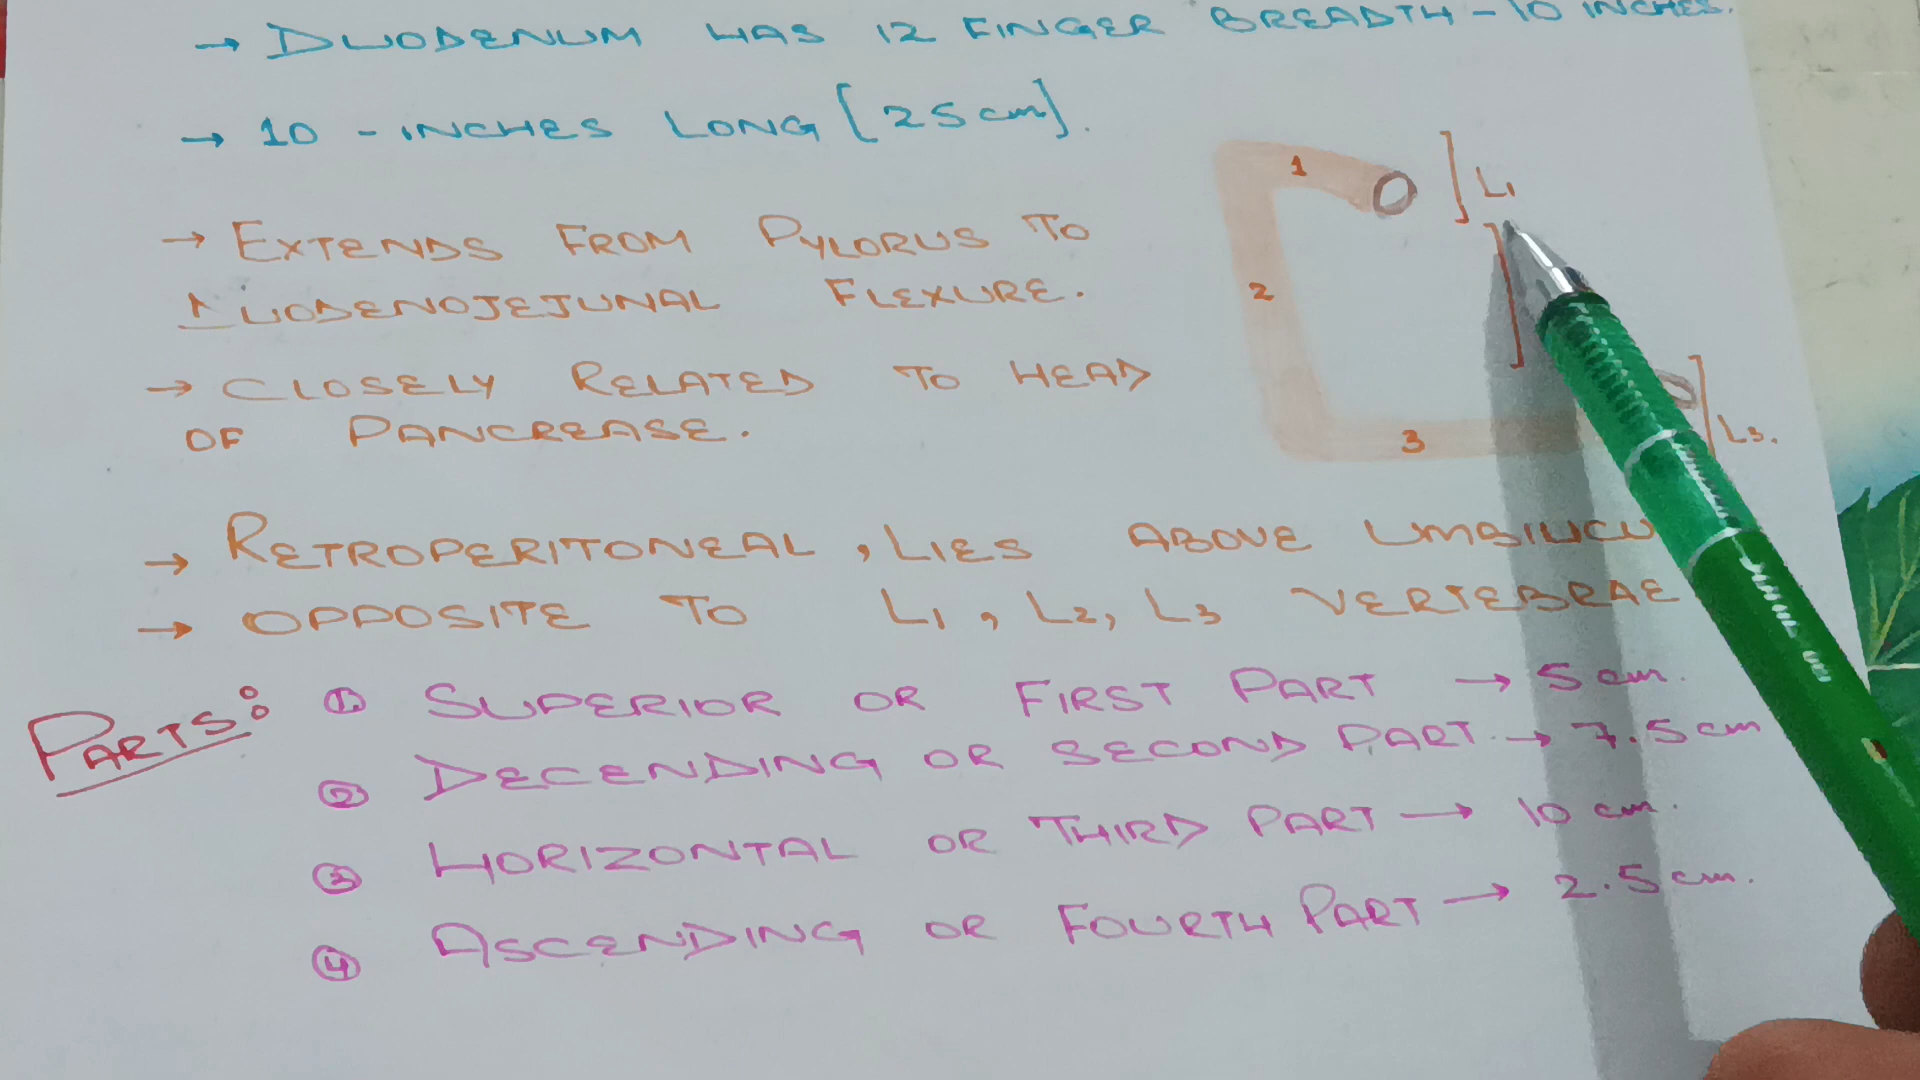 → DUODENUM HAS 12 FINGER BREADTH - 10 INCHES.
→ 10 - INCHES LONG [25cm].
1
L1
→ EXTENDS FROM PYLORUS TO
DUODENOJEJUNAL FLEXURE.
2
→ CLOSELY RELATED TO HEAD
OF PANCREASE.
3
L3.
→ RETROPERITONEAL, LIES ABOVE
→ OPPOSITE TO L1, L2, L3 VERTEBRAE
PARTS:
1. SUPERIOR OR FIRST PART → 5 cm.
2 DECENDING OR SECOND PART → 7.5 cm
3 HORIZONTAL OR THIRD PART → 10 cm.
4 ASCENDING OR FOURTH PART → 2.5 cm.